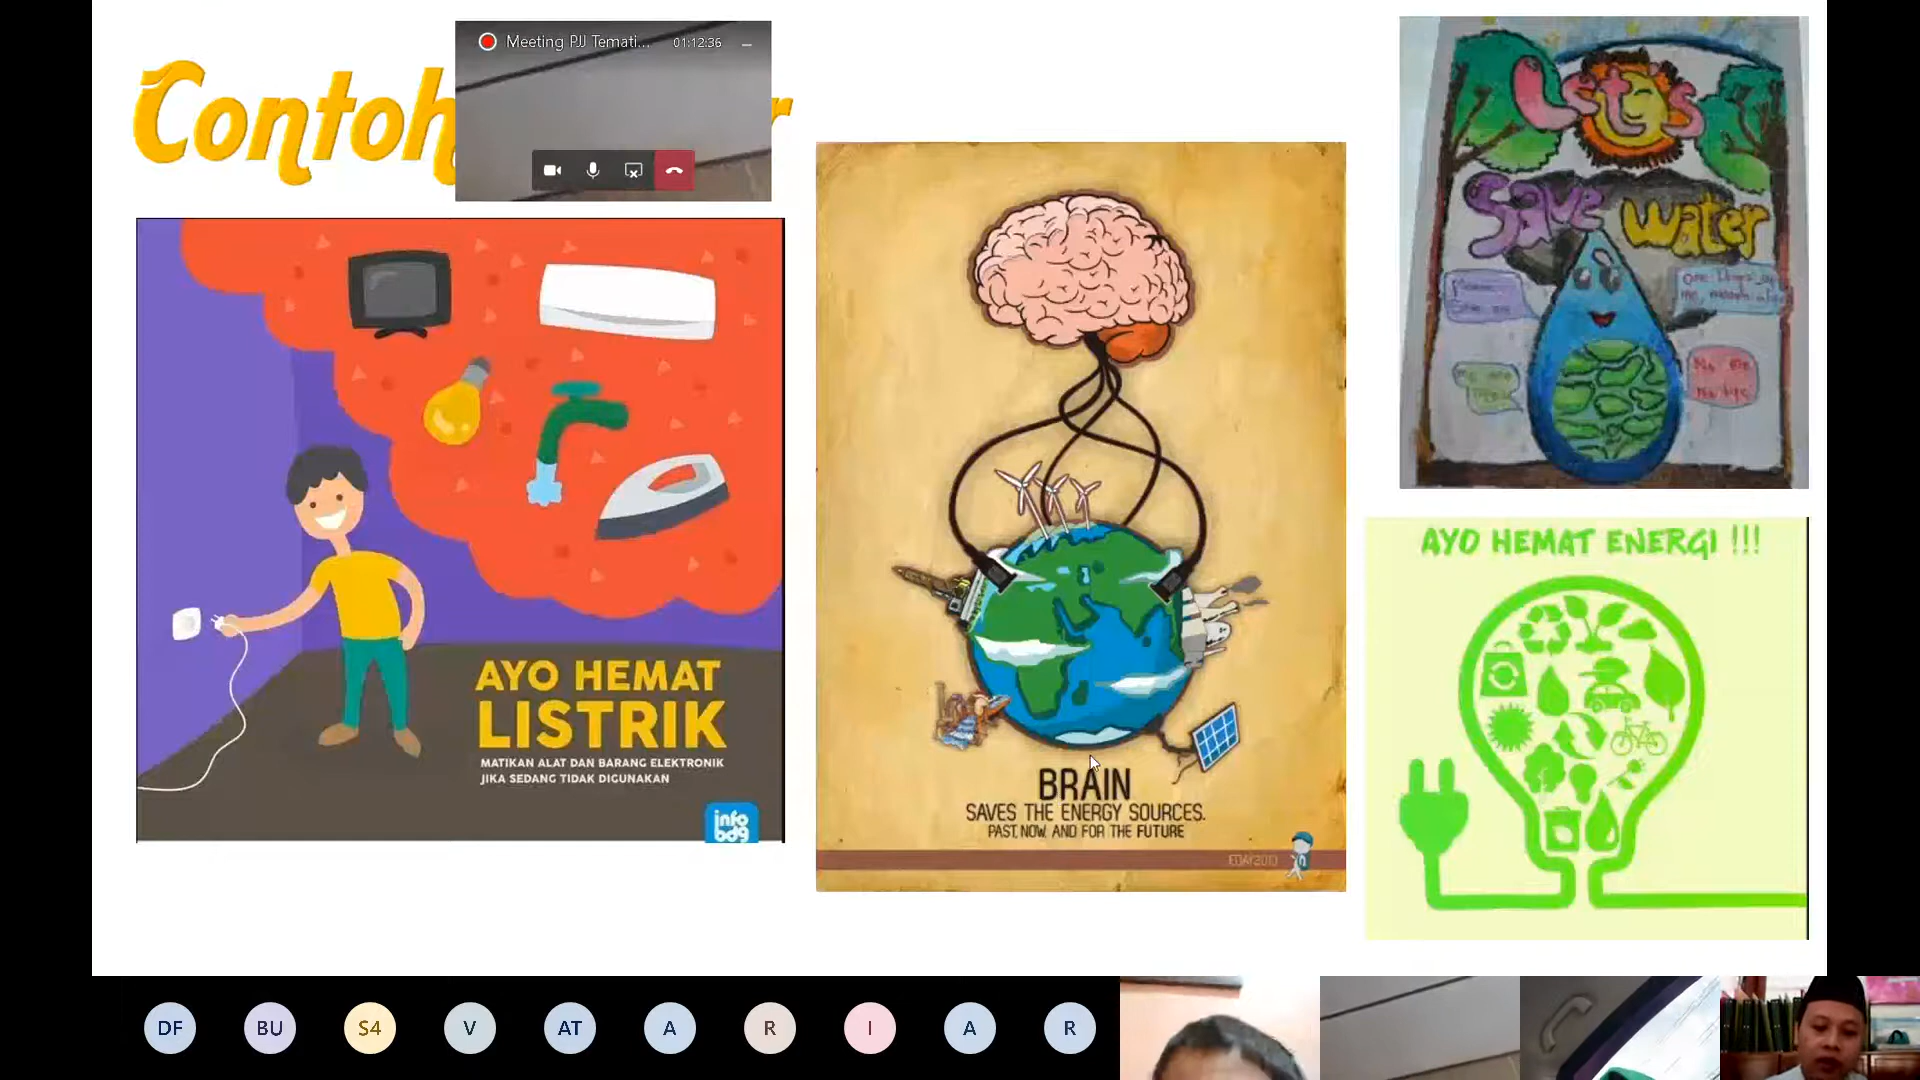 Contoh
Meeting PJJ Temati...
01:12:36
AYO HEMAT
LISTRIK
MATIKAN ALAT DAN BARANG ELEKTRONIK
JIKA SEDANG TIDAK DIGUNAKAN
info
bdg
BRAIN
SAVES THE ENERGY SOURCES.
PAST, NOW, AND FOR THE FUTURE
Let's
Save Water
AYO HEMAT ENERGI !!!
DF
BU
S4
V
AT
A
R
I
A
R